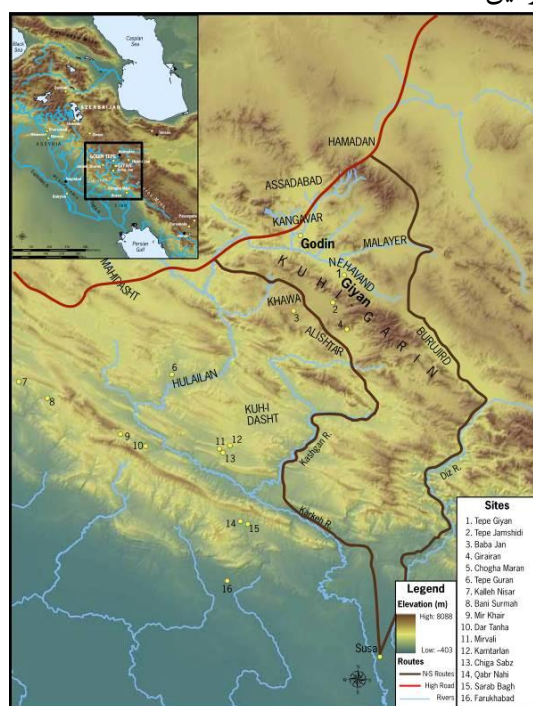 Black Sea
Caspian Sea
AZERBAIJAN
ASSYRIA
GODIN TEPE
Persian Gulf
HAMADAN
ASSADABAD
KANGAVAR
Godin
MALAYER
NEHAVAND
1
Giyan
MAHIDASHT
KUH-I GARIN
2
KHAWA
3
4
ALISHTAR
BURUJIRD
6
HULAILAN
7
8
KUH-I
DASHT
9
10
11
12
13
Kashgan R.
Diz R.
Karkeh R.
14
15
16
Susa
Sites
1. Tepe Giyan
2. Tepe Jamshidi
3. Baba Jan
4. Girairan
5. Chogha Maran
6. Tepe Guran
7. Kalleh Nisar
8. Bani Surmah
9. Mir Khair
10. Dar Tanha
11. Mirvali
12. Kamtarlan
13. Chiga Sabz
14. Qabr Nahi
15. Sarab Bagh
16. Farukhabad
Legend
Elevation (m)
High: 8088
Low: -403
Routes
N-S Routes
High Road
Rivers